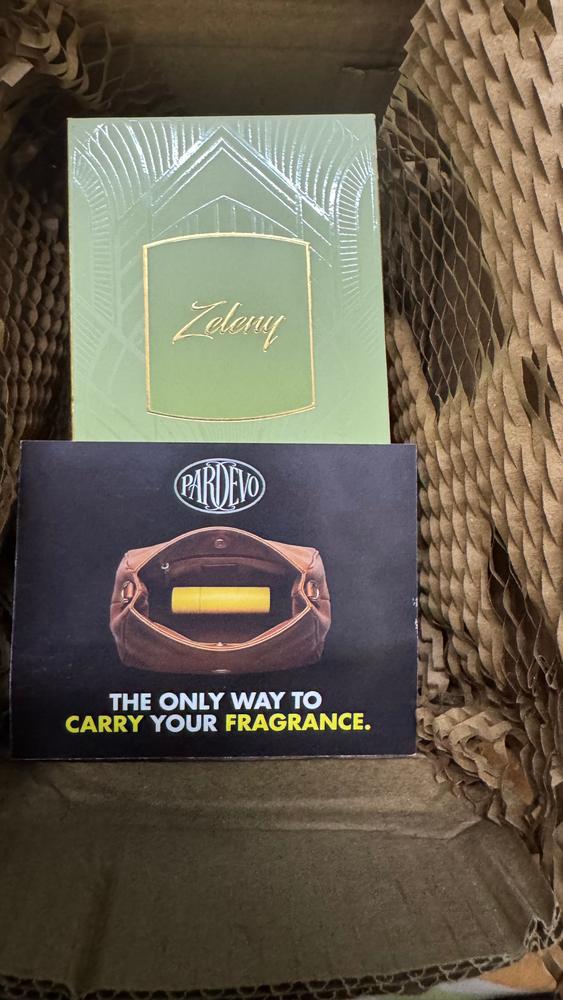 Zeleny
PARDEVO
THE ONLY WAY TO
CARRY YOUR FRAGRANCE.